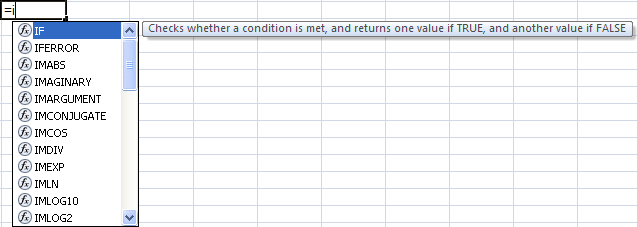 =i
IF
Checks whether a condition is met, and returns one value if TRUE, and another value if FALSE
IFERROR
IMABS
IMAGINARY
IMARGUMENT
IMCONJUGATE
IMCOS
IMDIV
IMEXP
IMLN
IMLOG10
IMLOG2